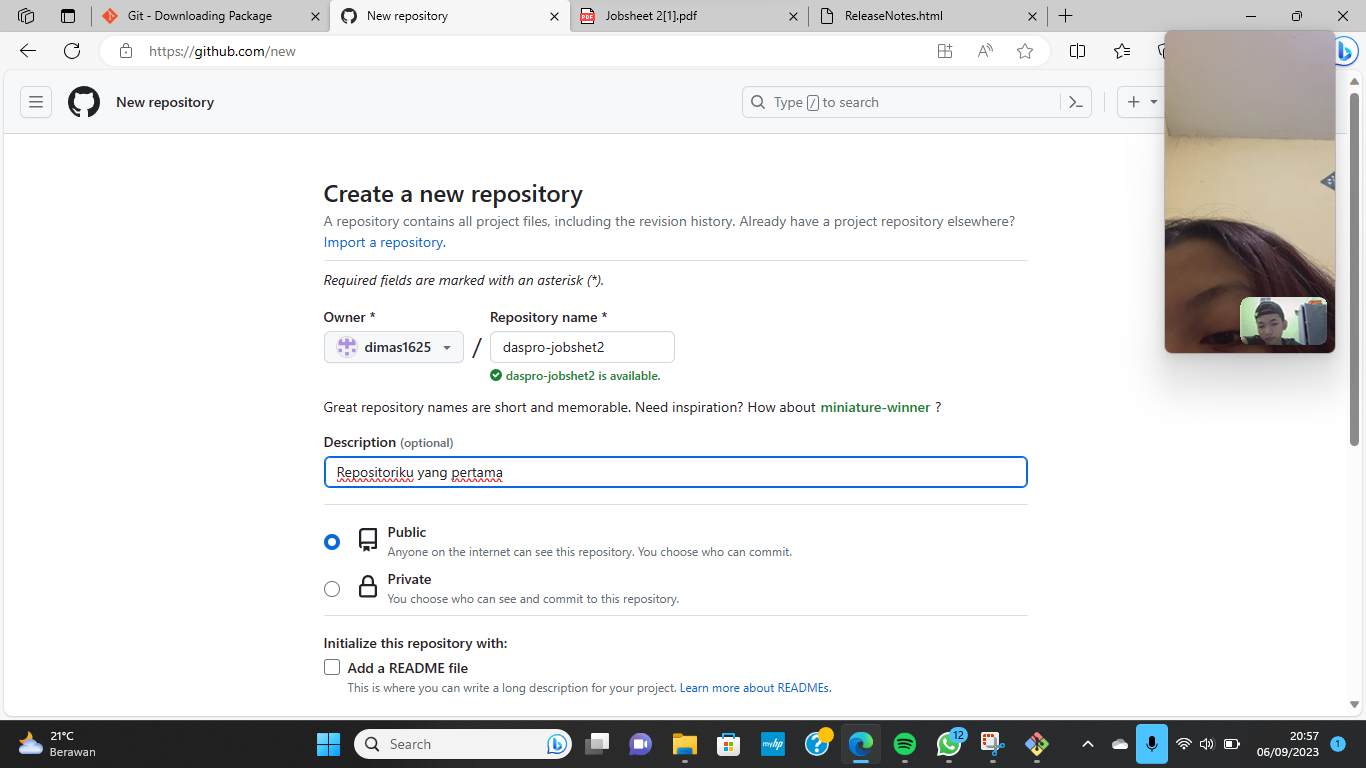 Git - Downloading Package
New repository
Jobsheet 2[1].pdf
ReleaseNotes.html
https://github.com/new
New repository
Type / to search
Create a new repository
A repository contains all project files, including the revision history. Already have a project repository elsewhere?
Import a repository.
Required fields are marked with an asterisk (*).
Owner *
Repository name *
dimas1625
/
daspro-jobshet2
daspro-jobshet2 is available.
Great repository names are short and memorable. Need inspiration? How about miniature-winner ?
Description (optional)
Repositoriku yang pertama
Public
Anyone on the internet can see this repository. You choose who can commit.
Private
You choose who can see and commit to this repository.
Initialize this repository with:
Add a README file
This is where you can write a long description for your project. Learn more about READMEs.
21°C
Berawan
Search
myhp
12
20:57
06/09/2023
1